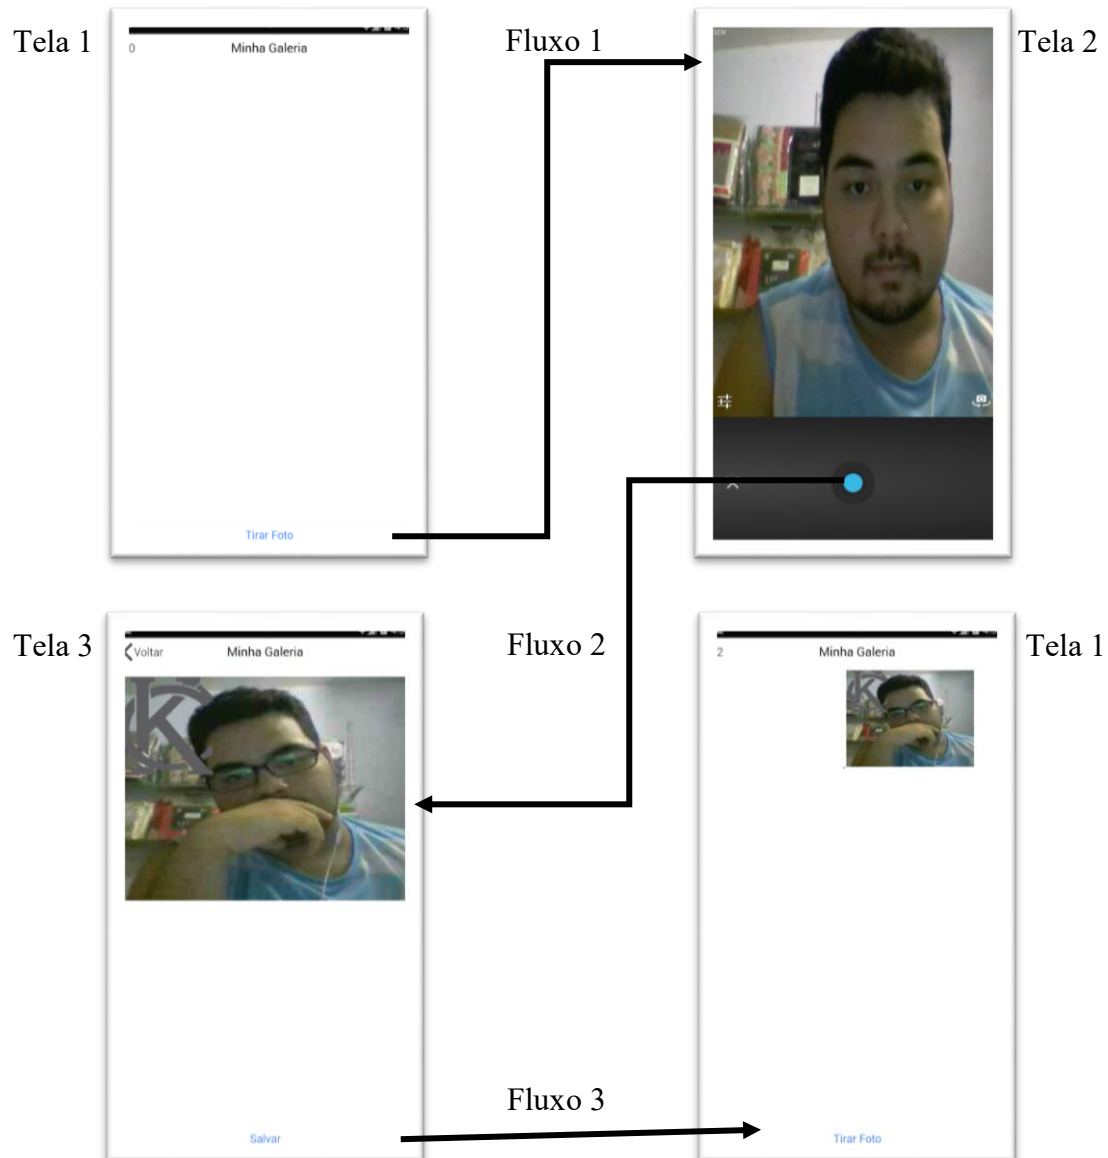 Tela 1
0 Minha Galeria
Tirar Foto
Fluxo 1
Tela 2
Tela 3
Voltar Minha Galeria
Salvar
Fluxo 2
Fluxo 3
Tela 1
2 Minha Galeria
Tirar Foto